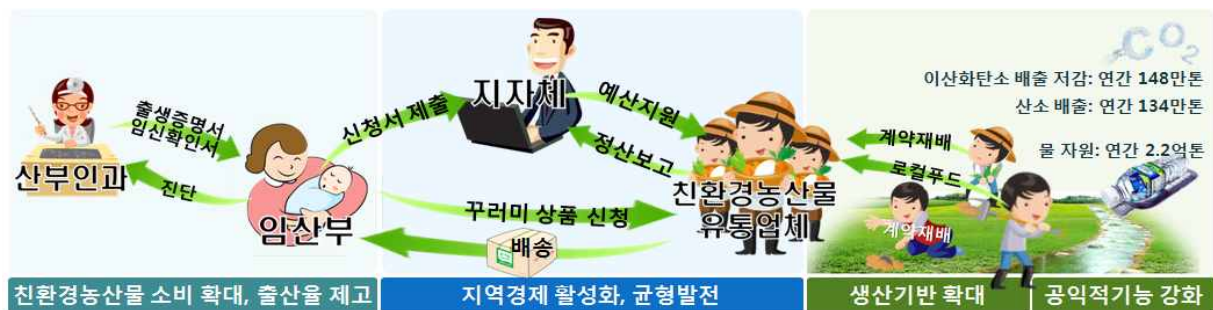 산부인과
출생증명서
임신확인서
진단
임산부
신청서 제출
지자체
예산지원
정산보고
꾸러미 상품 신청
배송
친환경농산물
유통업체
계약재배
로컬푸드
계약재배
CO2
이산화탄소 배출 저감: 연간 148만톤
산소 배출: 연간 134만톤
물 자원: 연간 2.2억톤
친환경농산물 소비 확대, 출산율 제고
지역경제 활성화, 균형발전
생산기반 확대
공익적기능 강화